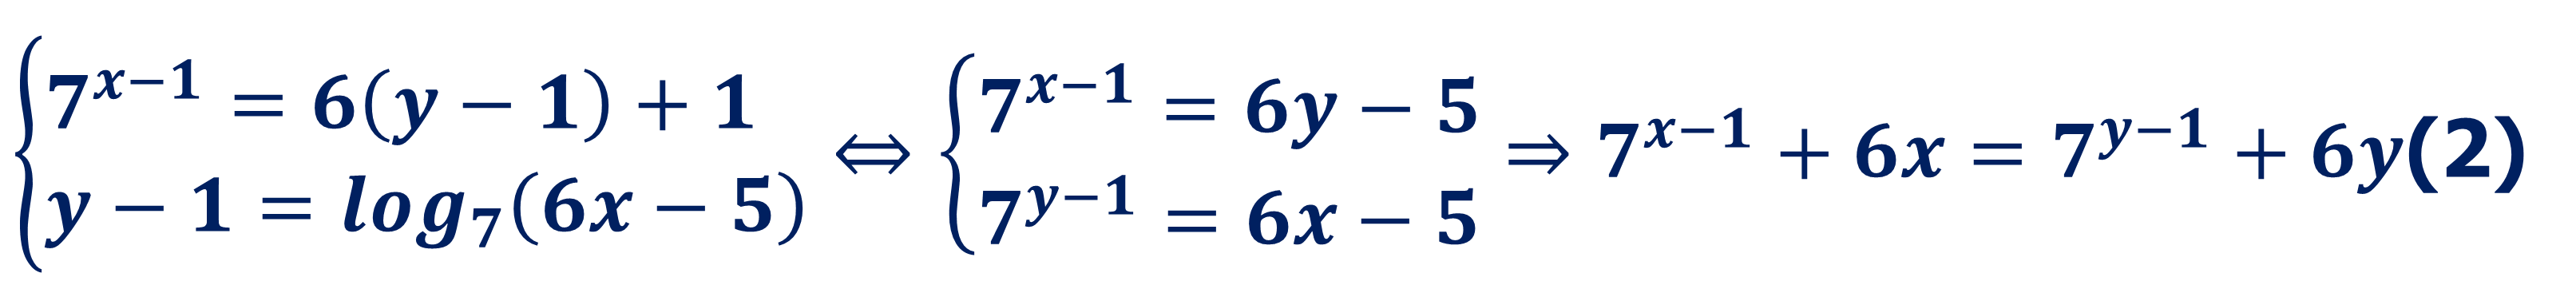 {7^{x−1} = 6(y − 1) + 1
y − 1 = log_7(6x − 5) ⇔ {7^{x−1} = 6y − 5
7^{y−1} = 6x − 5 ⇒ 7^{x−1} + 6x = 7^{y−1} + 6y(2)